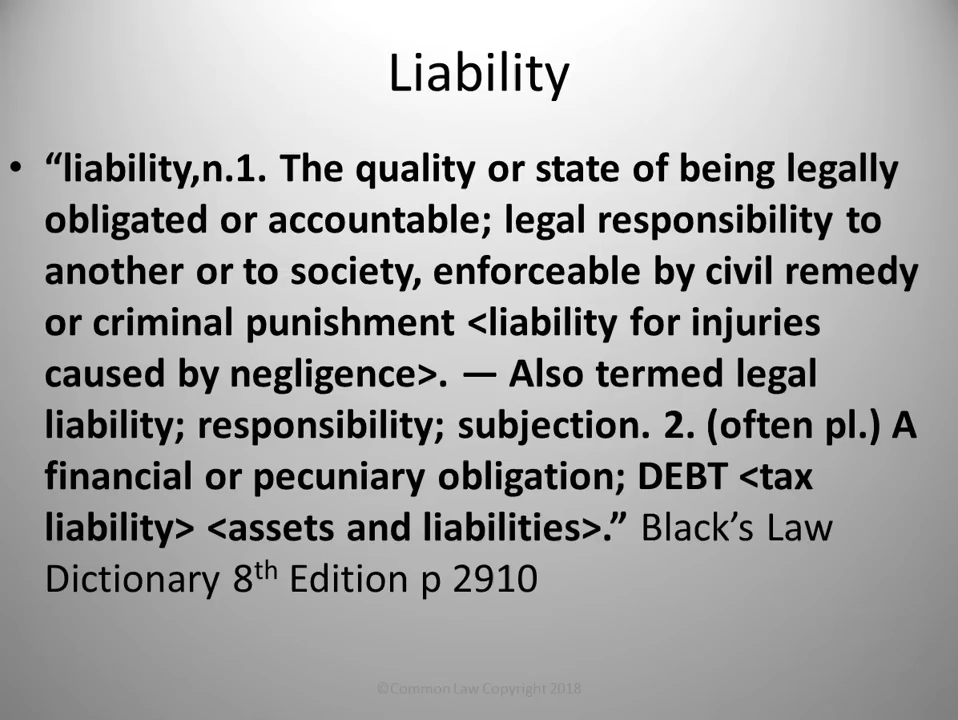 Liability
• “liability,n.1. The quality or state of being legally
obligated or accountable; legal responsibility to
another or to society, enforceable by civil remedy
or criminal punishment <liability for injuries
caused by negligence>. — Also termed legal
liability; responsibility; subjection. 2. (often pl.) A
financial or pecuniary obligation; DEBT <tax
liability> <assets and liabilities>.” Black’s Law
Dictionary 8th Edition p 2910
©Common Law Copyright 2018